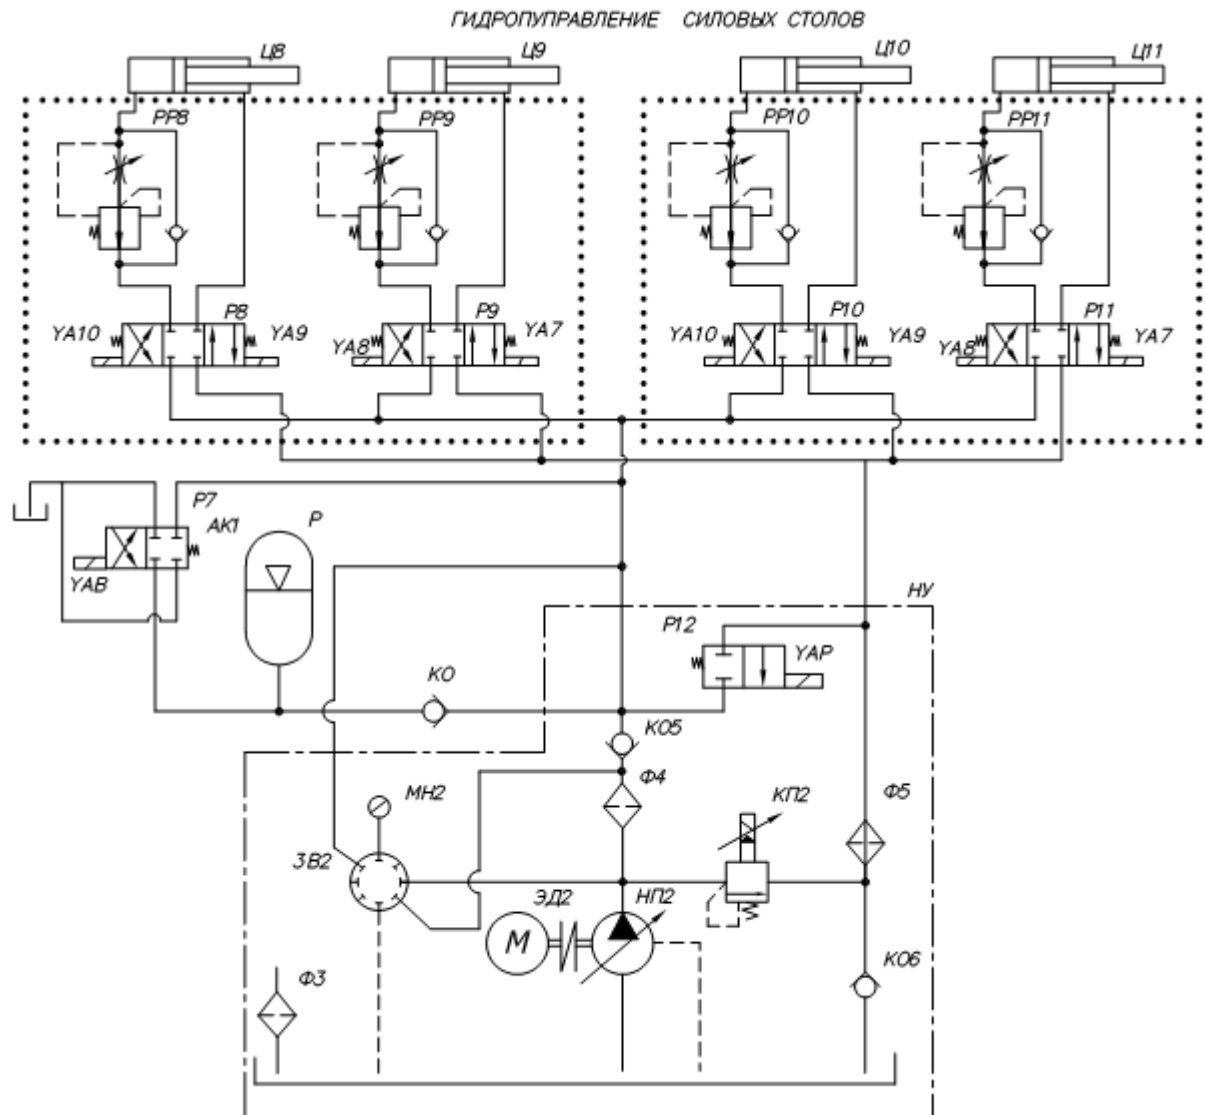 ГИДРОПУПРАВЛЕНИЕ СИЛОВЫХ СТОЛОВ
Ц8 Ц9 Ц10 Ц11
РР8 РР9 РР10 РР11
Р8 Р9 Р10 Р11
YA10 YA9 YA8 YA7 YA10 YA9 YA8 YA7
Р7
АК1
YAB
Р
НУ
Р12
YAP
КО
КО5
Ф4
МН2
КП2
Ф5
ЗВ2
ЭД2 НП2
М
Ф3
КО6